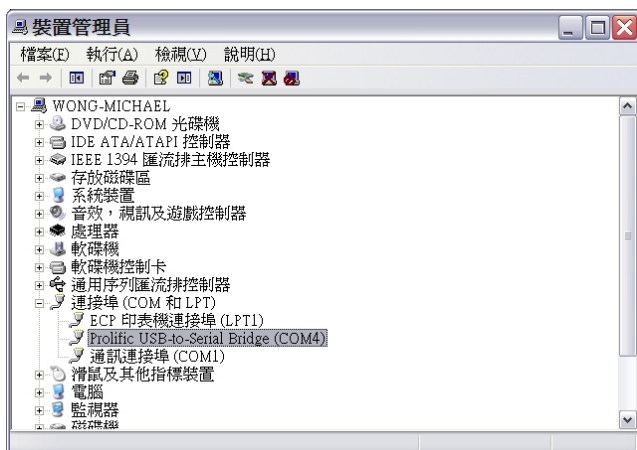 裝置管理員
檔案(F) 執行(A) 檢視(V) 說明(H)
WONG-MICHAEL
DVD/CD-ROM 光碟機
IDE ATA/ATAPI 控制器
IEEE 1394 匯流排主機控制器
存放磁碟區
系統裝置
音效，視訊及遊戲控制器
處理器
軟碟機
軟碟機控制卡
通用序列匯流排控制器
連接埠 (COM 和 LPT)
ECP 印表機連接埠 (LPT1)
Prolific USB-to-Serial Bridge (COM4)
通訊連接埠 (COM1)
滑鼠及其他指標裝置
電腦
監視器
磁碟機